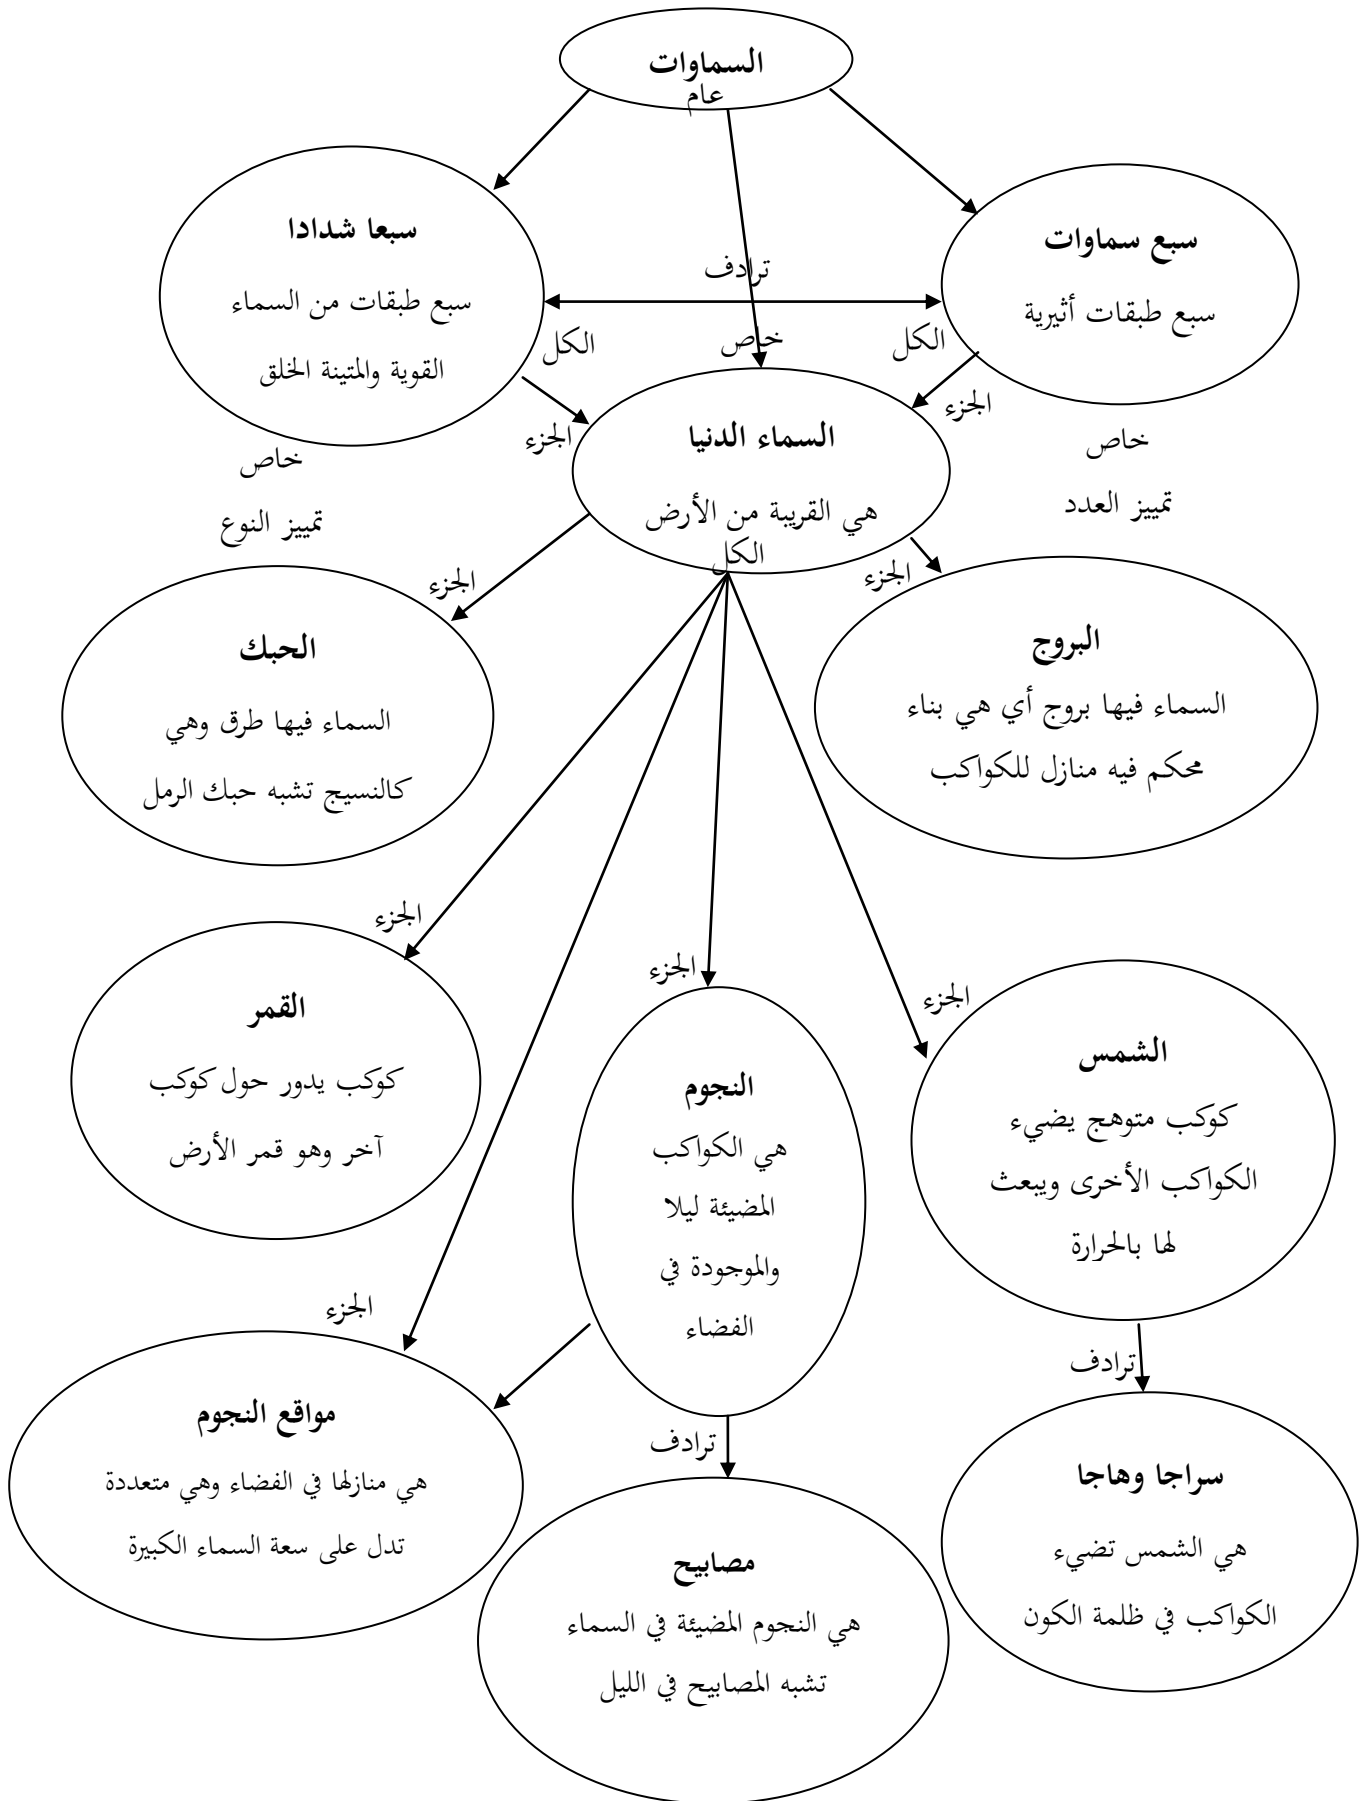 السماوات
عام
سبع سماوات
سبع طبقات أثيرية
سبعا شدادا
سبع طبقات من السماء
القوية والمتينة الخلق
ترادف
خاص
الكل
الكل
الجزء
الجزء
خاص
تمييز العدد
خاص
تمييز النوع
السماء الدنيا
هي القريبة من الأرض
الكل
الجزء
الجزء
البروج
السماء فيها بروج أي هي بناء
محكم فيه منازل للكواكب
الحبك
السماء فيها طرق وهي
كالنسيج تشبه حبك الرمل
الجزء
الجزء
الجزء
الشمس
كوكب متوهج يضيء
الكواكب الأخرى ويبعث
لها بالحرارة
النجوم
هي الكواكب
المضيئة ليلا
والموجودة في
الفضاء
القمر
كوكب يدور حول كوكب
آخر وهو قمر الأرض
الجزء
ترادف
ترادف
سراجا وهاجا
هي الشمس تضيء
الكواكب في ظلمة الكون
مواقع النجوم
هي منازلها في الفضاء وهي متعددة
تدل على سعة السماء الكبيرة
مصابيح
هي النجوم المضيئة في السماء
تشبه المصابيح في الليل